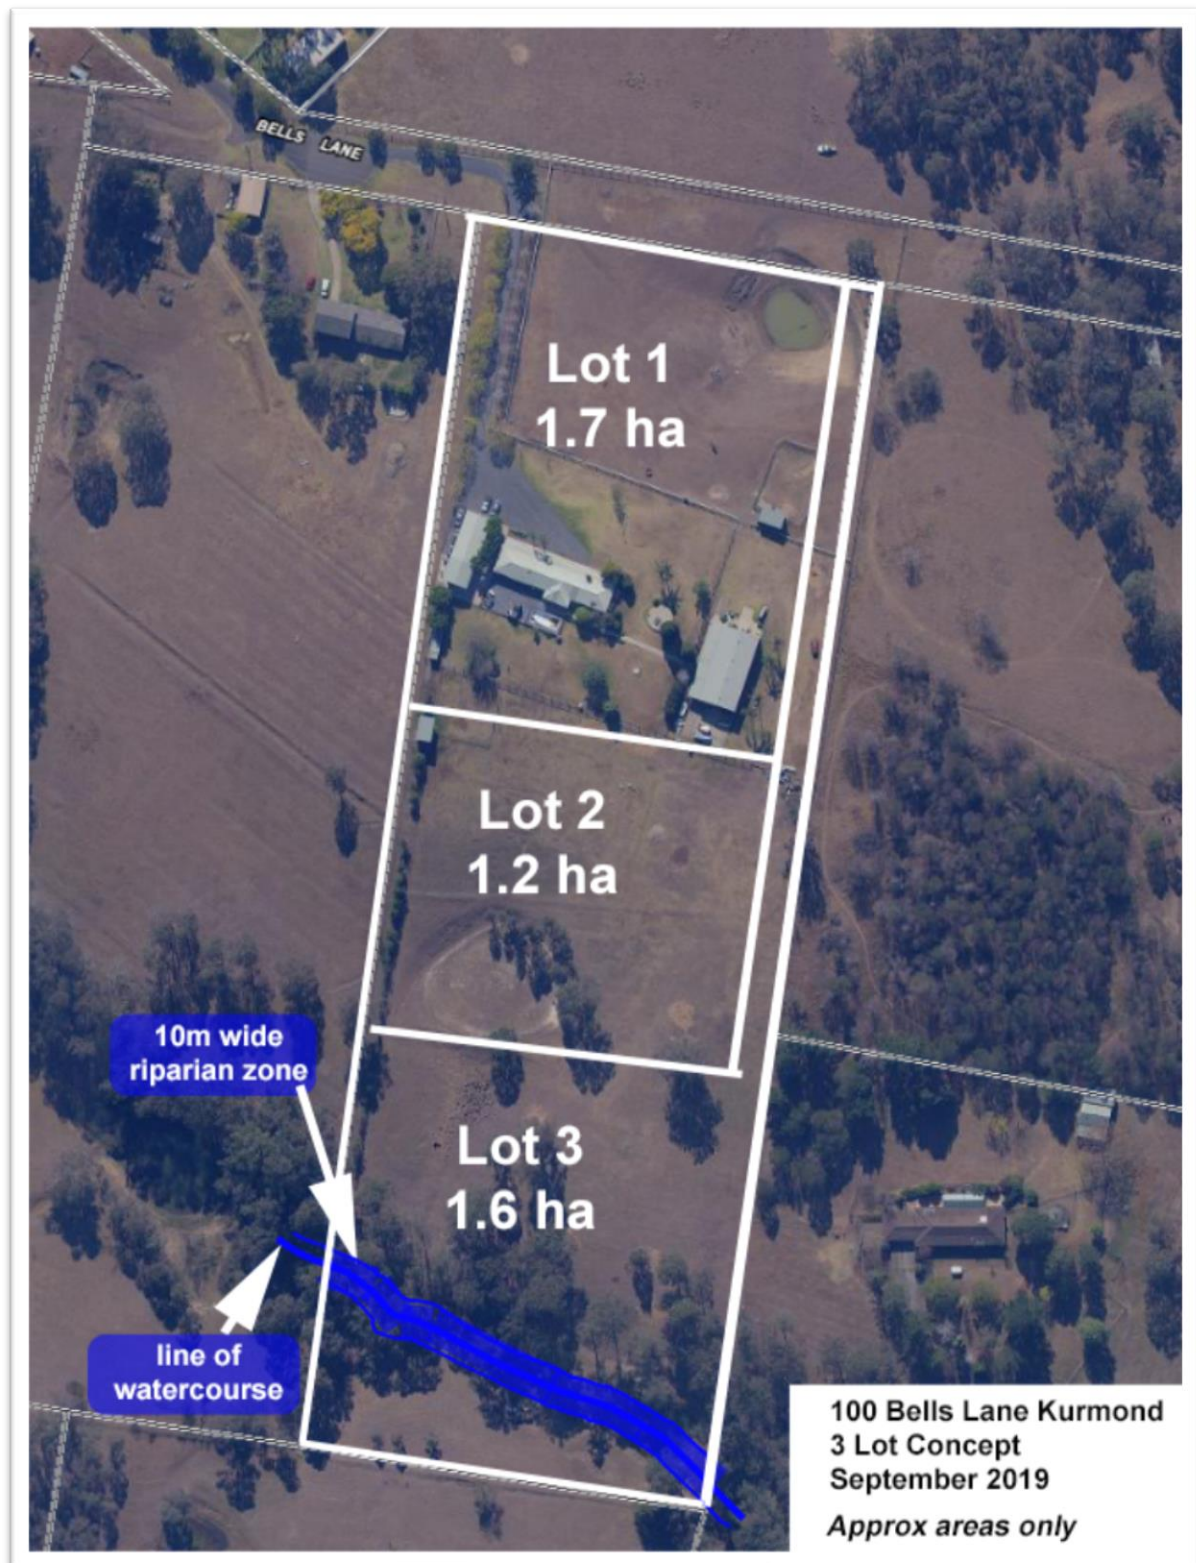 BELLS LANE
Lot 1
1.7 ha
Lot 2
1.2 ha
10m wide
riparian zone
Lot 3
1.6 ha
line of
watercourse
100 Bells Lane Kurmond
3 Lot Concept
September 2019
Approx areas only